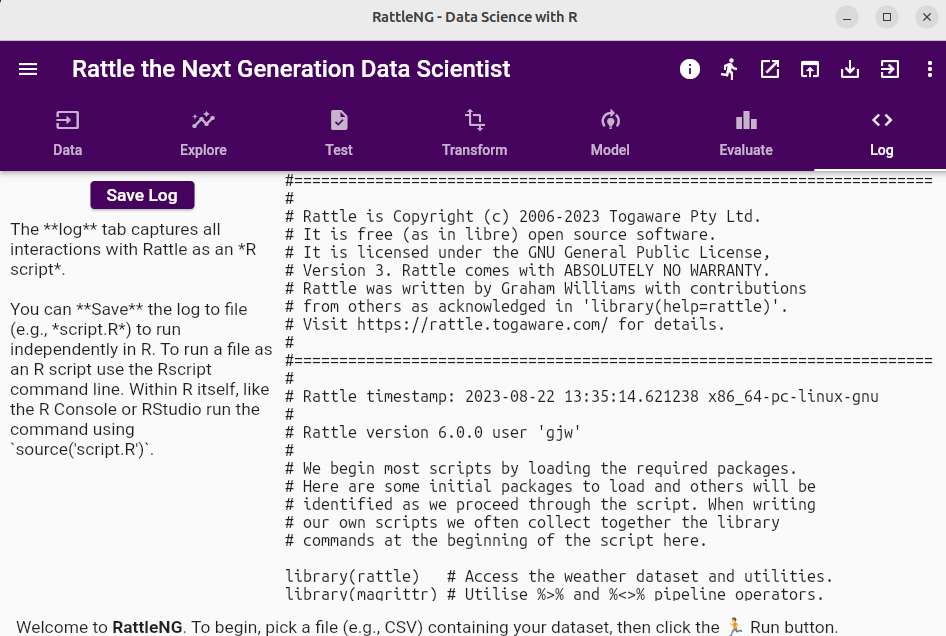 RattleNG - Data Science with R
Rattle the Next Generation Data Scientist
Data
Explore
Test
Transform
Model
Evaluate
Log
Save Log
The **log** tab captures all
interactions with Rattle as an *R
script*.
You can **Save** the log to file
(e.g., *script.R*) to run
independently in R. To run a file as
an R script use the Rscript
command line. Within R itself, like
the R Console or RStudio run the
command using
`source('script.R')`.
#=======================================================================
#
# Rattle is Copyright (c) 2006-2023 Togaware Pty Ltd.
# It is free (as in libre) open source software.
# It is licensed under the GNU General Public License,
# Version 3. Rattle comes with ABSOLUTELY NO WARRANTY.
# Rattle was written by Graham Williams with contributions
# from others as acknowledged in 'library(help=rattle)'.
# Visit https://rattle.togaware.com/ for details.
#
#=======================================================================
#
# Rattle timestamp: 2023-08-22 13:35:14.621238 x86_64-pc-linux-gnu
#
# Rattle version 6.0.0 user 'gjw'
#
# We begin most scripts by loading the required packages.
# Here are some initial packages to load and others will be
# identified as we proceed through the script. When writing
# our own scripts we often collect together the library
# commands at the beginning of the script here.
library(rattle)   # Access the weather dataset and utilities.
library(magrittr) # Utilise %>% and %<>% pipeline operators.
Welcome to RattleNG. To begin, pick a file (e.g., CSV) containing your dataset, then click the 🏃 Run button.